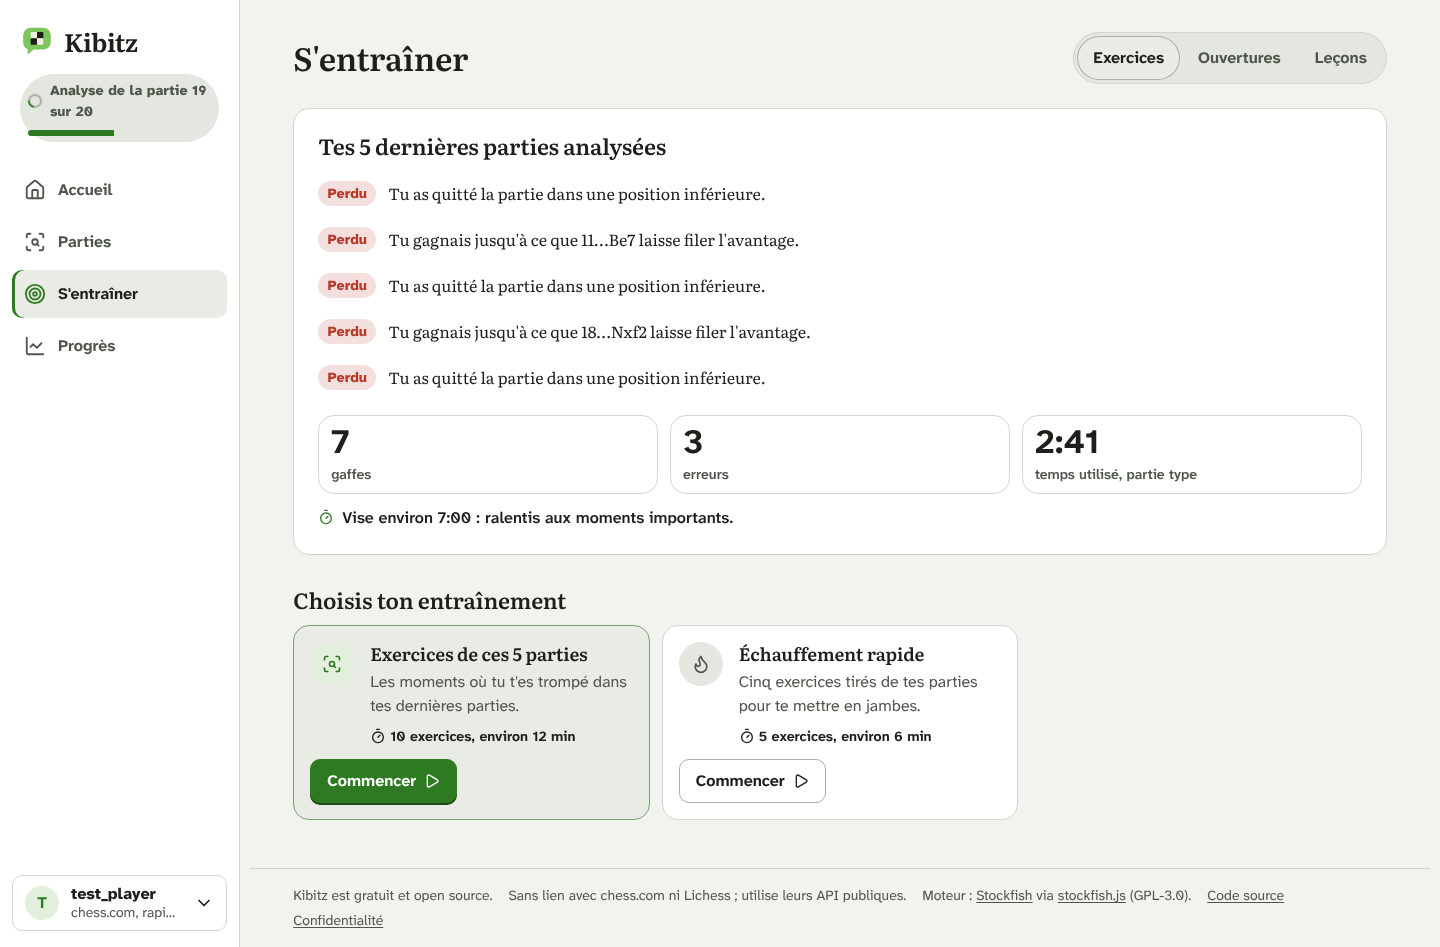 Kibitz
Analyse de la partie 19
sur 20
Accueil
Parties
S'entraîner
Progrès
test_player
chess.com, rapi...
S'entraîner
Exercices
Ouvertures
Leçons
Tes 5 dernières parties analysées
Perdu Tu as quitté la partie dans une position inférieure.
Perdu Tu gagnais jusqu'à ce que 11...Be7 laisse filer l'avantage.
Perdu Tu as quitté la partie dans une position inférieure.
Perdu Tu gagnais jusqu'à ce que 18...Nxf2 laisse filer l'avantage.
Perdu Tu as quitté la partie dans une position inférieure.
7
gaffes
3
erreurs
2:41
temps utilisé, partie type
Vise environ 7:00 : ralentis aux moments importants.
Choisis ton entraînement
Exercices de ces 5 parties
Les moments où tu t'es trompé dans
tes dernières parties.
10 exercices, environ 12 min
Commencer
Échauffement rapide
Cinq exercices tirés de tes parties
pour te mettre en jambes.
5 exercices, environ 6 min
Commencer
Kibitz est gratuit et open source. Sans lien avec chess.com ni Lichess ; utilise leurs API publiques. Moteur : Stockfish via stockfish.js (GPL-3.0). Code source
Confidentialité
T